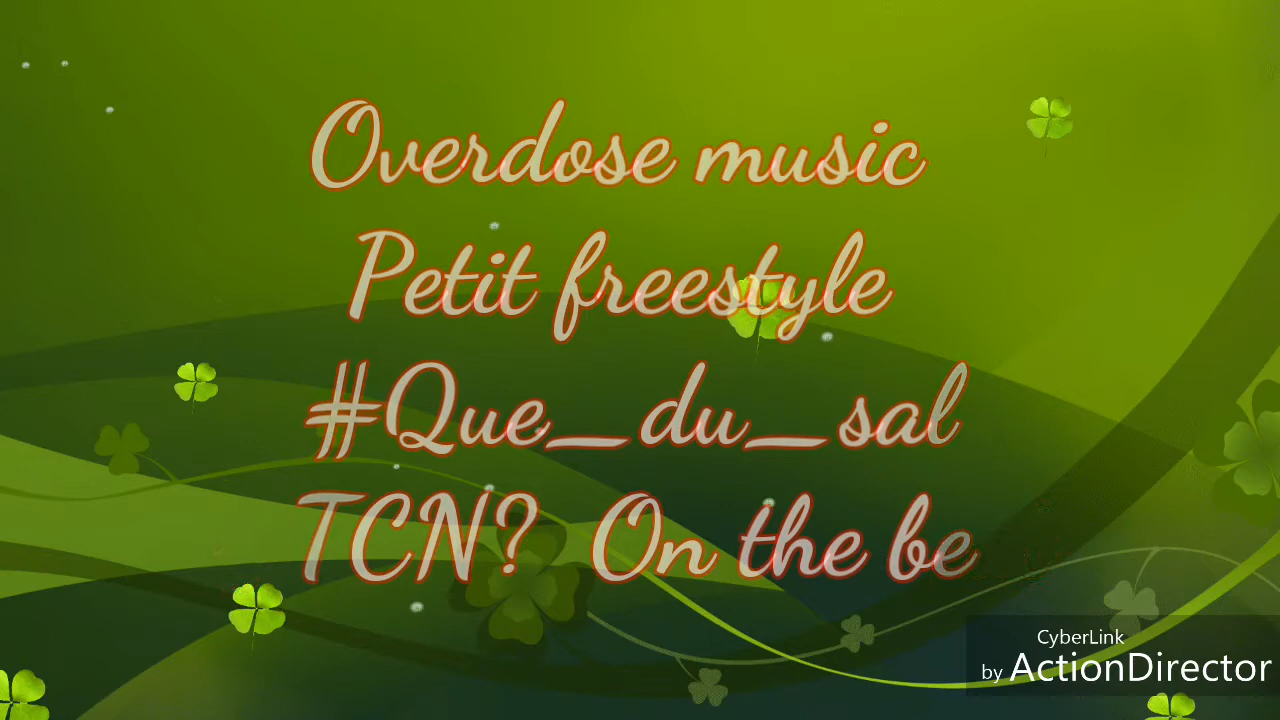 Overdose music
Petit freestyle
#Que_du_sal
TCN? On the be
CyberLink
by ActionDirector